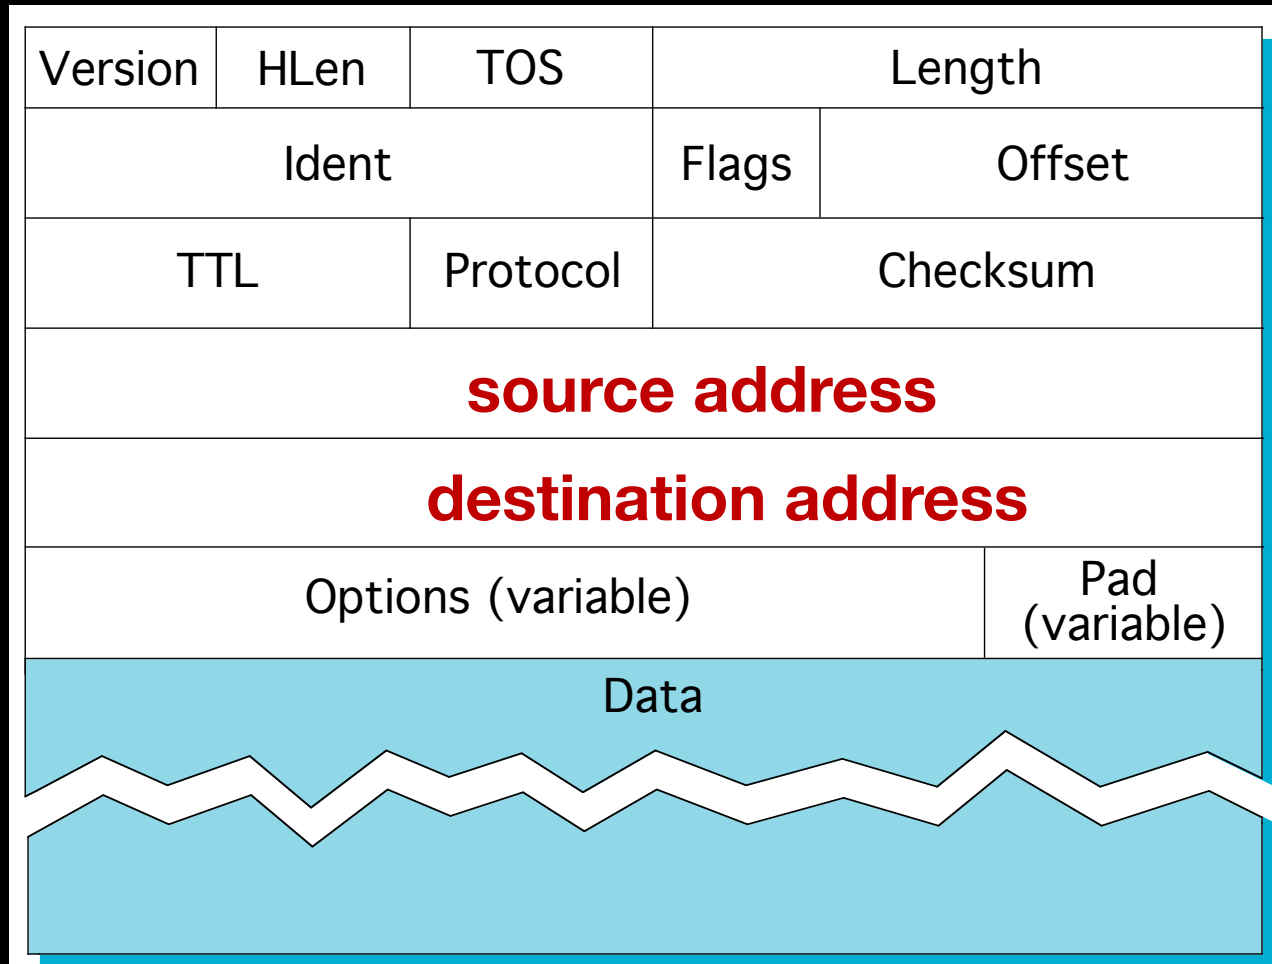 Version HLen TOS Length
Ident Flags Offset
TTL Protocol Checksum
source address
destination address
Options (variable) Pad
(variable)
Data